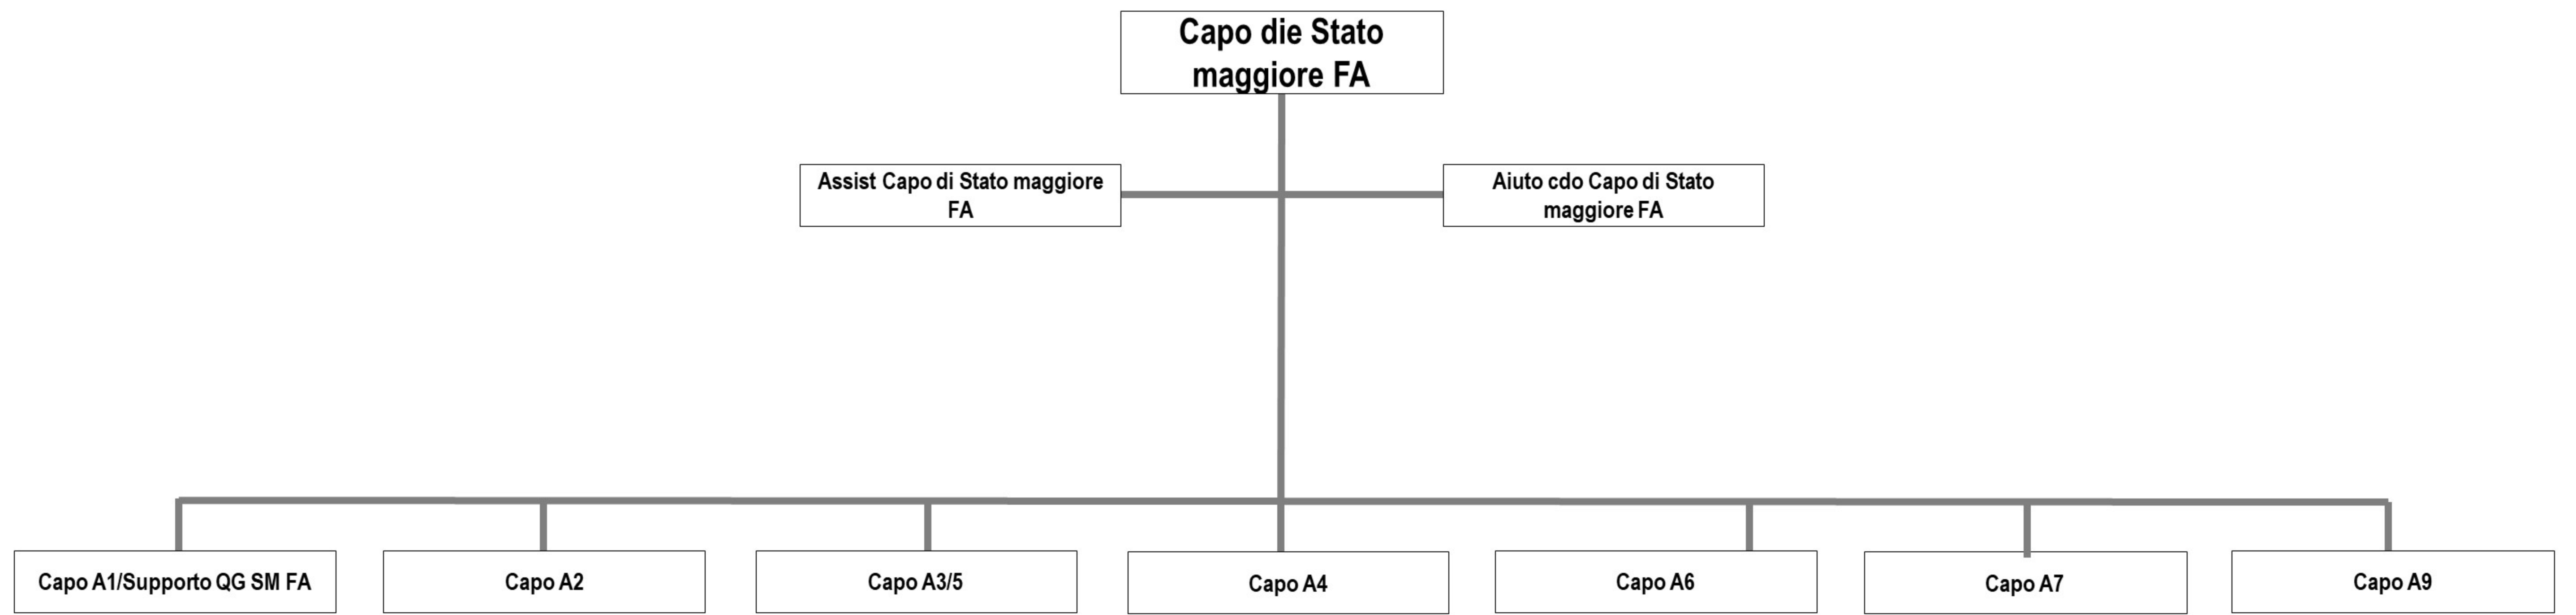 Capo die Stato
maggiore FA
Assist Capo di Stato maggiore
FA
Aiuto cdo Capo di Stato
maggiore FA
Capo A1/Supporto QG SM FA
Capo A2
Capo A3/5
Capo A4
Capo A6
Capo A7
Capo A9